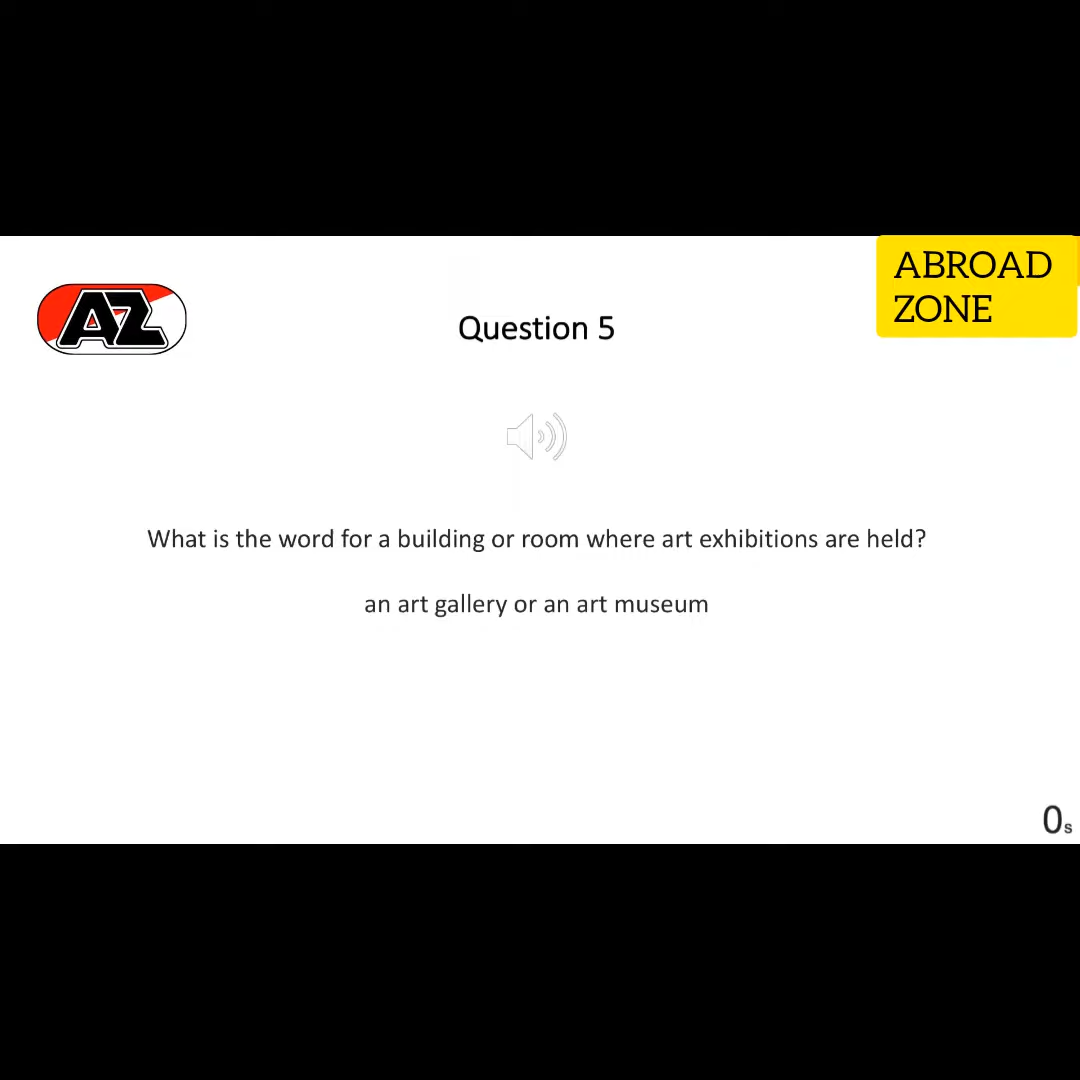 AZ
ABROAD
ZONE
Question 5
What is the word for a building or room where art exhibitions are held?
an art gallery or an art museum
0s